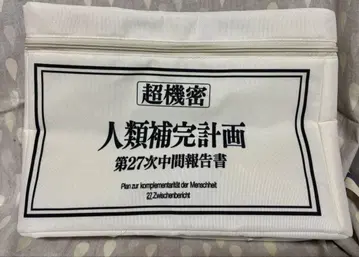 超機密
人類補完計画
第27次中間報告書
Plan zur komplementarität der Menschheit
27.Zwischenbericht